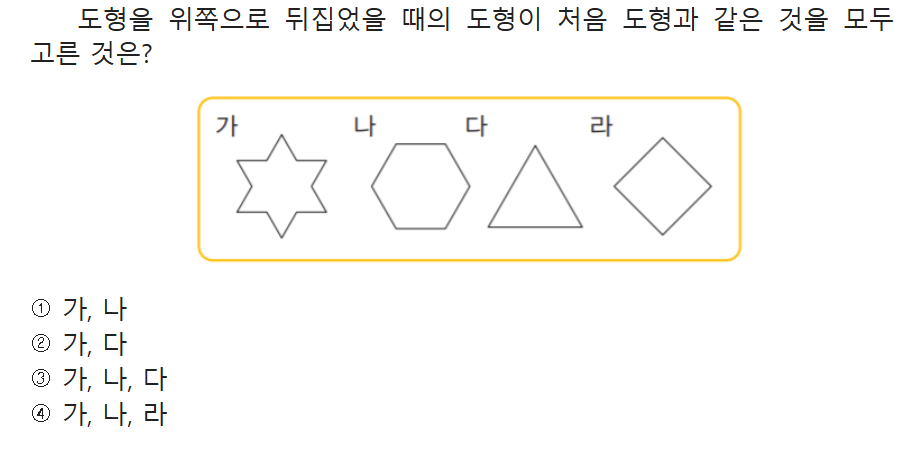 도형을 위쪽으로 뒤집었을 때의 도형이 처음 도형과 같은 것을 모두
고른 것은?
가 나 다 라
① 가, 나
② 가, 다
③ 가, 나, 다
④ 가, 나, 라